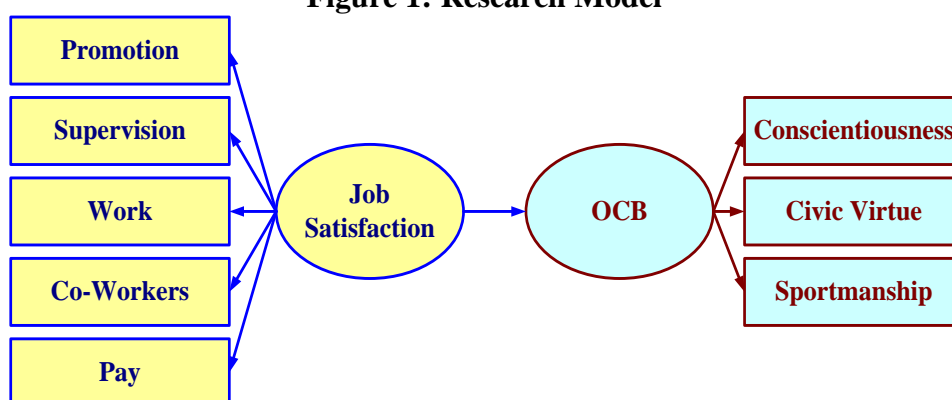 Figure 1: Research Model
Promotion
Supervision
Work
Co-Workers
Pay
Job
Satisfaction
OCB
Conscientiousness
Civic Virtue
Sportmanship